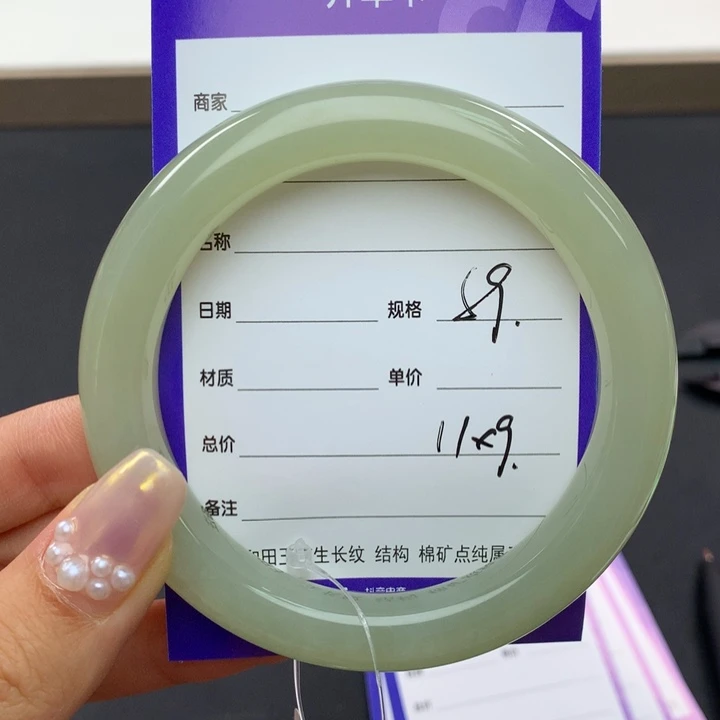 商家
名称
日期 规格 59.
材质 单价
总价 11x9.
备注
和田玉 生长纹 结构 棉矿点纯属